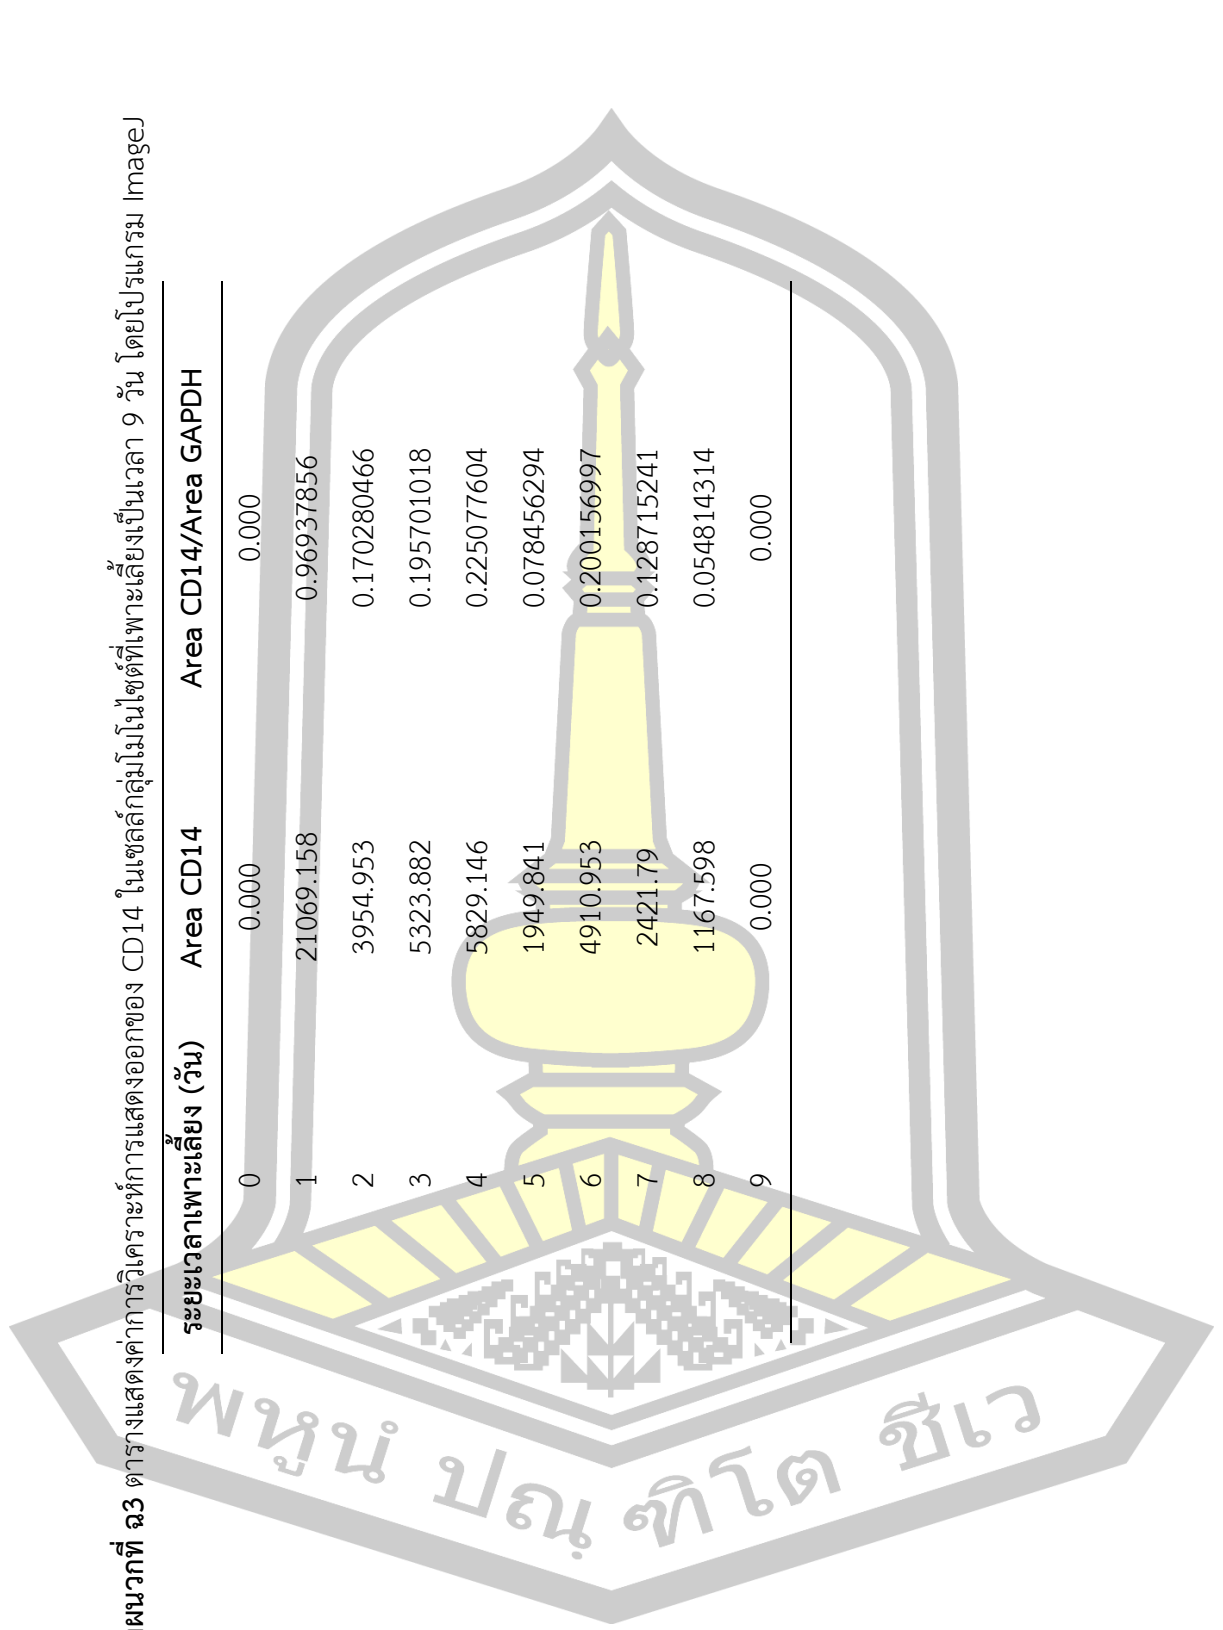 ผนวกที่ ฉ3 ตารางแสดงค่าการวิเคราะห์การแสดงออกของ CD14 ในเซลล์กลุ่มโมโนไซต์ที่เพาะเลี้ยงเป็นเวลา 9 วัน โดยโปรแกรม ImageJ
ระยะเวลาเพาะเลี้ยง (วัน) Area CD14 Area CD14/Area GAPDH
0 0.000 0.000
1 21069.158 0.96937856
2 3954.953 0.170280466
3 5323.882 0.195701018
4 5829.146 0.225077604
5 1949.841 0.078456294
6 4910.953 0.200156997
7 2421.79 0.128715241
8 1167.598 0.054814314
9 0.000 0.000
พหูนํ ปณฺฑิโต ชีเว